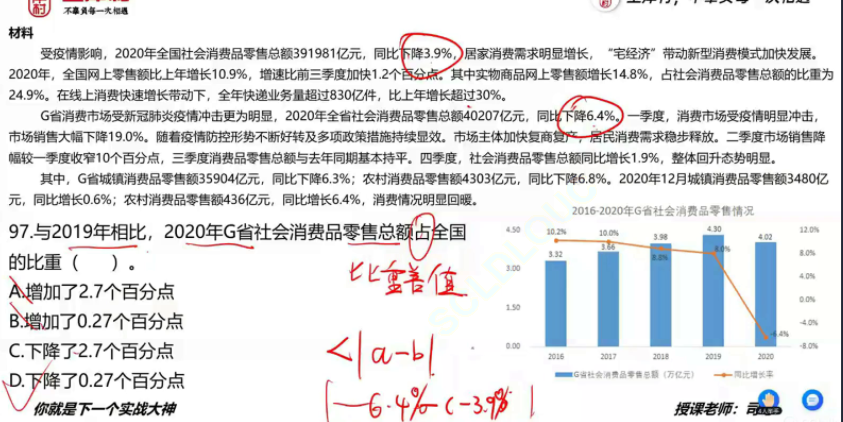 不辜负每一次相遇
材料
受疫情影响，2020年全国社会消费品零售总额391981亿元，同比下降3.9%，居家消费需求明显增长，“宅经济”带动新型消费模式加快发展。
2020年，全国网上零售额比上年增长10.9%，增速比前三季度加快1.2个百分点。其中实物商品网上零售额增长14.8%，占社会消费品零售总额的比重为
24.9%。在线上消费快速增长带动下，全年快递业务量超过830亿件，比上年增长超过30%。
G省消费市场受新冠肺炎疫情冲击更为明显，2020年全省社会消费品零售总额40207亿元，同比下降6.4%。一季度，消费市场受疫情明显冲击，
市场销售大幅下降19.0%。随着疫情防控形势不断好转及多项政策措施持续显效。市场主体加快复商复产，居民消费需求稳步释放。二季度市场销售降
幅较一季度收窄10个百分点，三季度消费品零售总额与去年同期基本持平。四季度，社会消费品零售总额同比增长1.9%，整体回升态势明显。
其中，G省城镇消费品零售额35904亿元，同比下降6.3%；农村消费品零售额4303亿元，同比下降6.8%。2020年12月城镇消费品零售额3480亿
元，同比增长0.6%；农村消费品零售额436亿元，同比增长6.4%，消费情况明显回暖。
97.与2019年相比，2020年G省社会消费品零售总额占全国
的比重（ ）。
A.增加了2.7个百分点
B.增加了0.27个百分点
C.下降了2.7个百分点
D.下降了0.27个百分点
比重差值
<|a-b|
|-6.4%-(-3.9%)|
2016-2020年G省社会消费品零售情况
4.50
3.00
1.50
0.00
12.0%
8.0%
4.0%
0.0%
-4.0%
-8.0%
10.2%
10.0%
8.8%
8.0%
-6.4%
3.32
3.66
3.98
4.30
4.02
2016
2017
2018
2019
2020
G省社会消费品零售总额（万亿元）
同比增长率
你就是下一个实战大神
授课老师：司